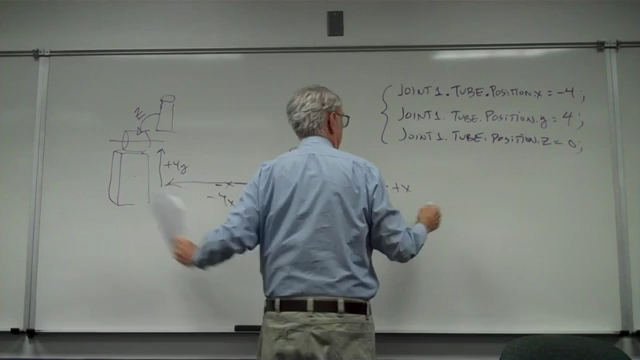 JOINT1.TUBE.POSITION.X = -4;
JOINT1.TUBE.POSITION.y = 4;
JOINT1.TUBE.POSITION.Z = 0;
Z
+4y
-4x
+x